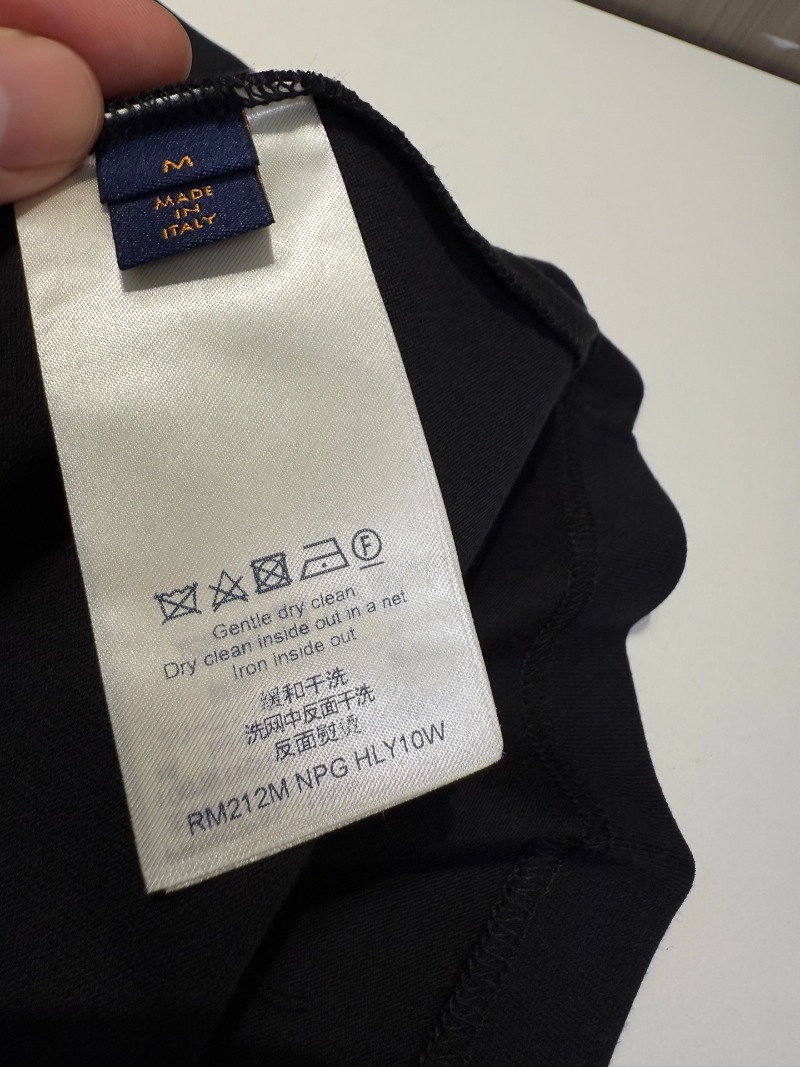 M
MADE
IN
ITALY
F
Gentle dry clean
Dry clean inside out in a net
Iron inside out
缓和干洗
洗网中反面干洗
反面熨烫
RM212M NPG HLY10W